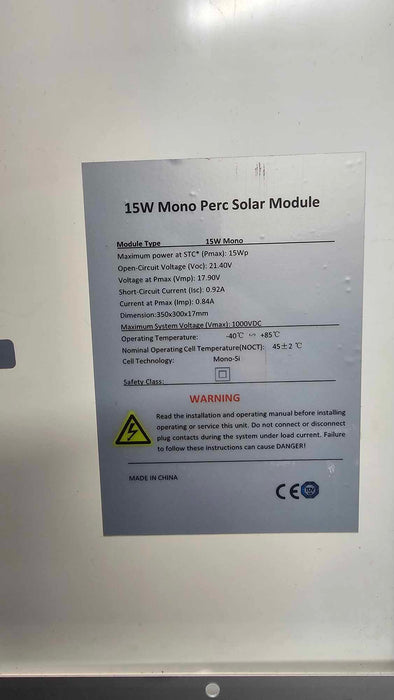 15W Mono Perc Solar Module
Module Type 15W Mono
Maximum power at STC* (Pmax): 15Wp
Open-Circuit Voltage (Voc): 21.40V
Voltage at Pmax (Vmp): 17.90V
Short-Circuit Current (Isc): 0.92A
Current at Pmax (Imp): 0.84A
Dimension:350x300x17mm
Maximum System Voltage (Vmax): 1000VDC
Operating Temperature: -40℃ ∽ +85℃
Nominal Operating Cell Temperature(NOCT): 45±2 ℃
Cell Technology: Mono-Si
Safety Class:
WARNING
Read the installation and operating manual before installing
operating or service this unit. Do not connect or disconnect
plug contacts during the system under load current. Failure
to follow these instructions can cause DANGER!
MADE IN CHINA
CE